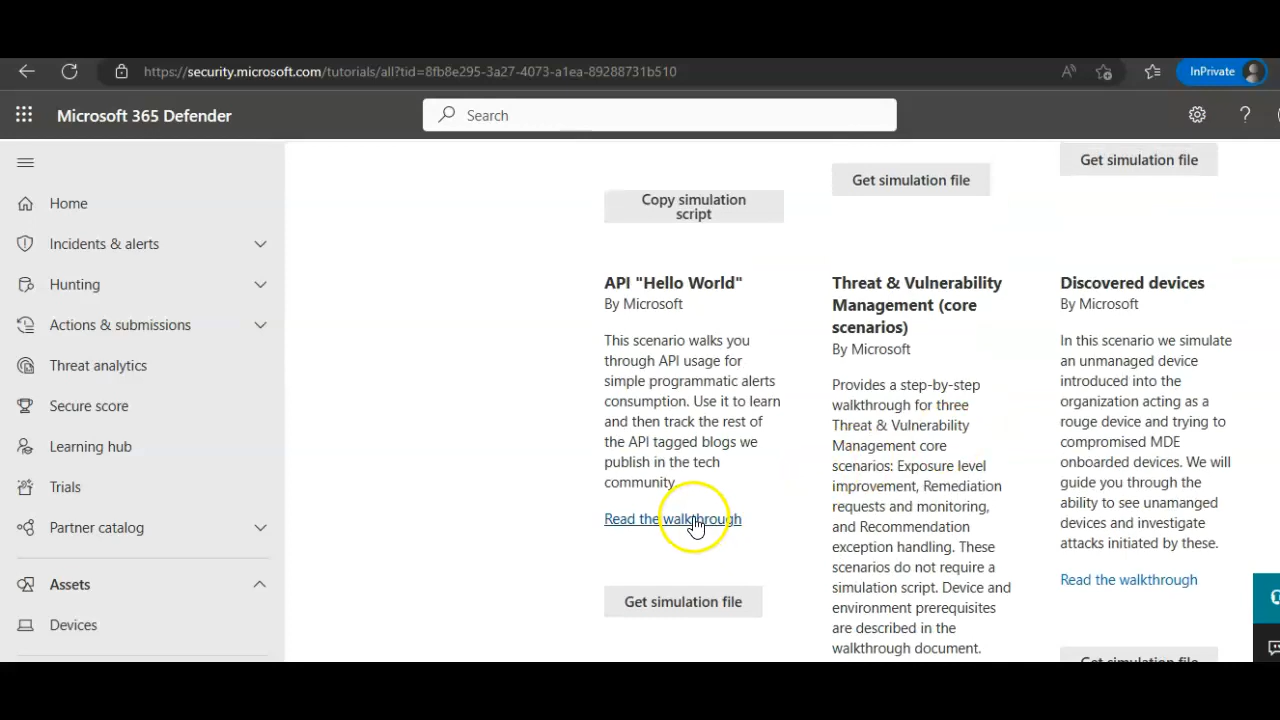 https://security.microsoft.com/tutorials/all?tid=8fb8e295-3a27-4073-a1ea-89288731b510
InPrivate
Microsoft 365 Defender
Search
Home
Incidents & alerts
Hunting
Actions & submissions
Threat analytics
Secure score
Learning hub
Trials
Partner catalog
Assets
Devices
Copy simulation
script
API "Hello World"
By Microsoft
This scenario walks you
through API usage for
simple programmatic alerts
consumption. Use it to learn
and then track the rest of
the API tagged blogs we
publish in the tech
community.
Read the walkthrough
Get simulation file
Get simulation file
Threat & Vulnerability
Management (core
scenarios)
By Microsoft
Provides a step-by-step
walkthrough for three
Threat & Vulnerability
Management core
scenarios: Exposure level
improvement, Remediation
requests and monitoring,
and Recommendation
exception handling. These
scenarios do not require a
simulation script. Device and
environment prerequisites
are described in the
walkthrough document.
Get simulation file
Discovered devices
By Microsoft
In this scenario we simulate
an unmanaged device
introduced into the
organization acting as a
rouge device and trying to
compromised MDE
onboarded devices. We will
guide you through the
ability to see unamanged
devices and investigate
attacks initiated by these.
Read the walkthrough
Get simulation file